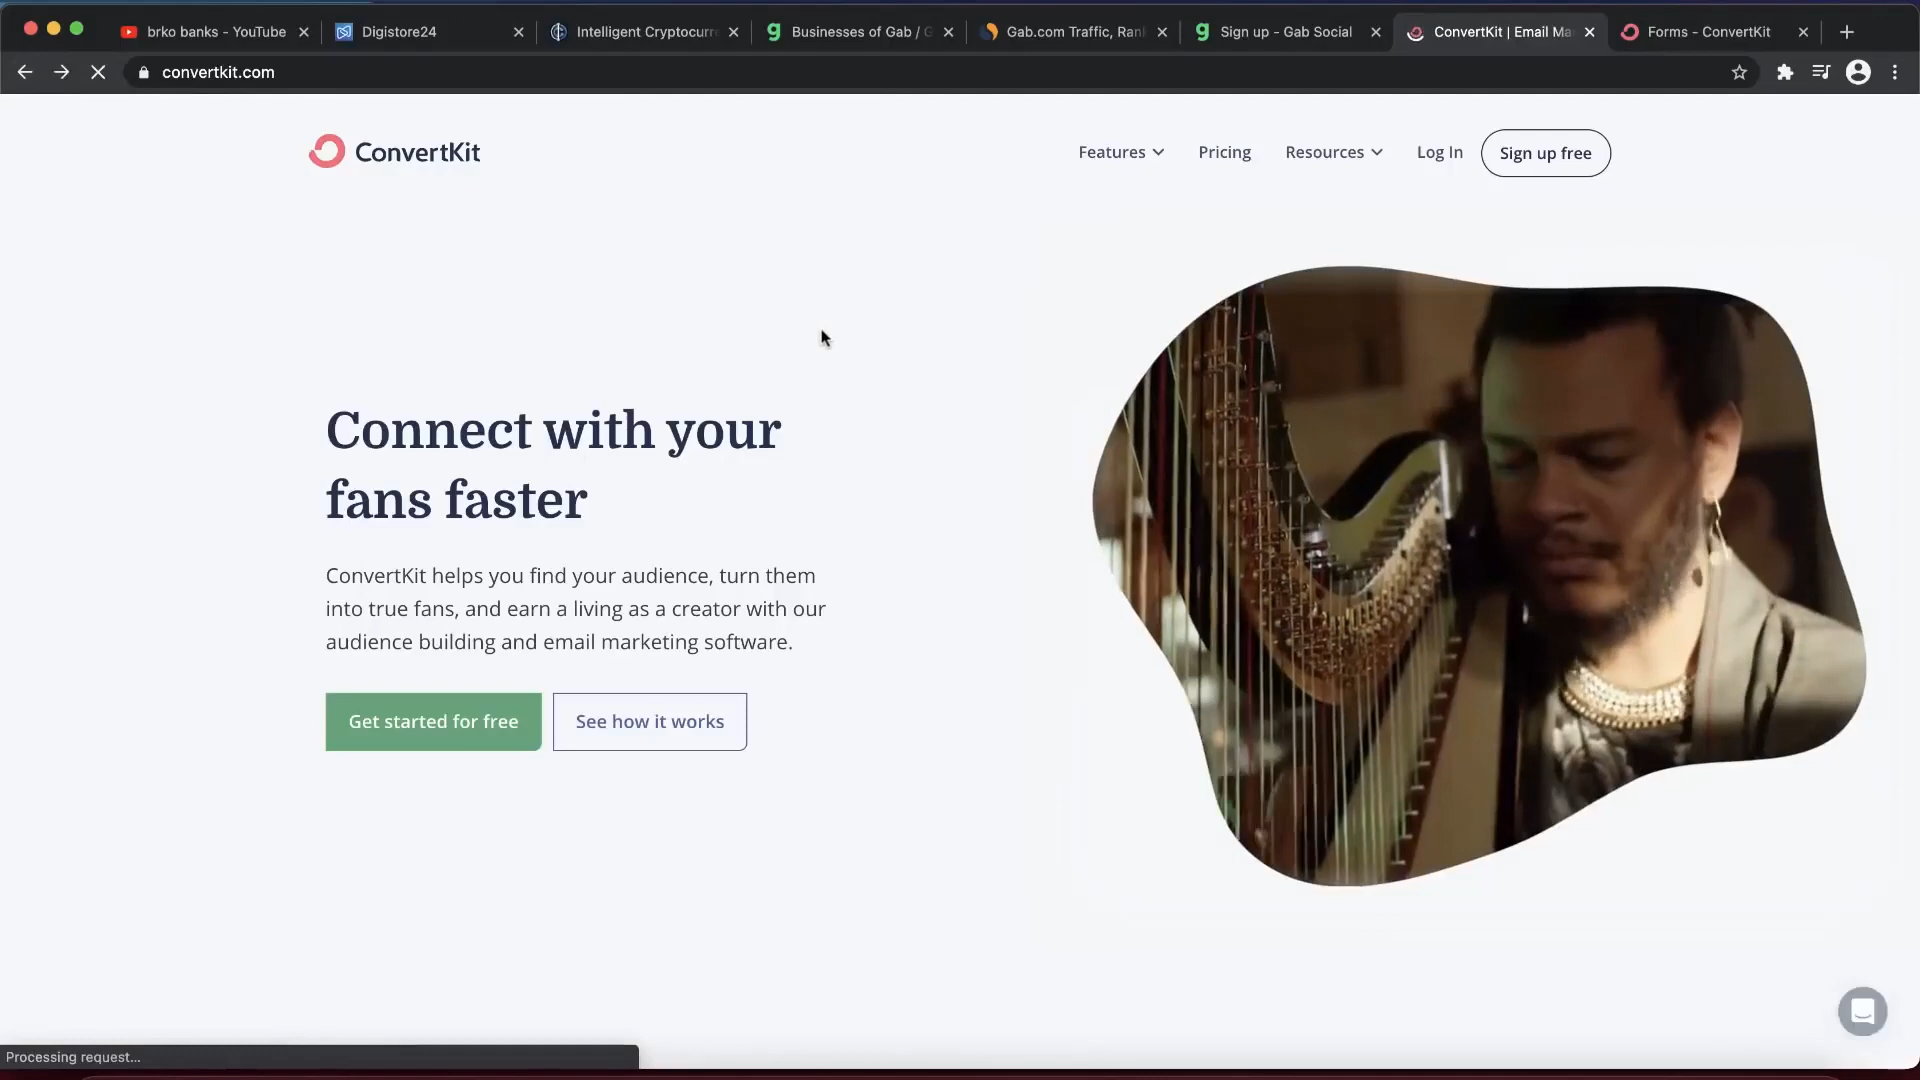 brko banks - YouTube
Digistore24
Intelligent Cryptocurr
Businesses of Gab / G
Gab.com Traffic, Ran
Sign up - Gab Social
ConvertKit | Email Ma
Forms - ConvertKit
convertkit.com
ConvertKit
Features
Pricing
Resources
Log In
Sign up free
Connect with your
fans faster
ConvertKit helps you find your audience, turn them
into true fans, and earn a living as a creator with our
audience building and email marketing software.
Get started for free
See how it works
Processing request...